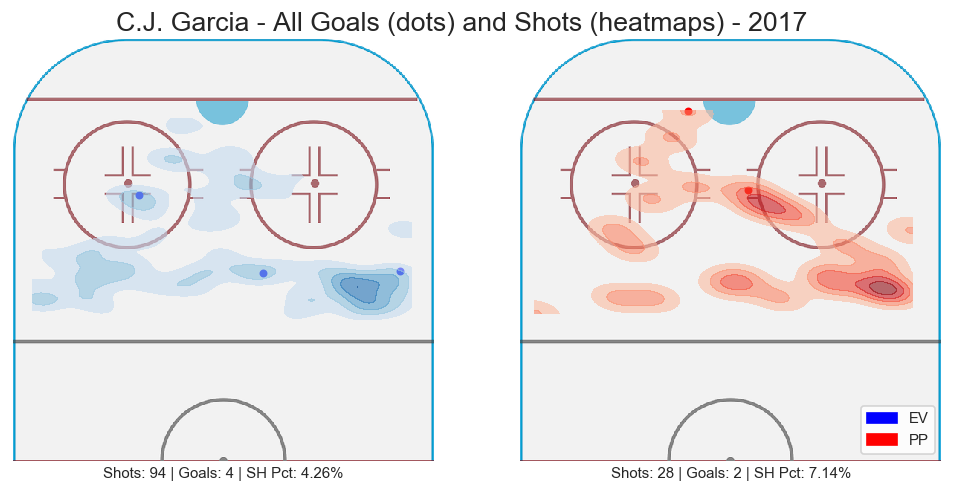 C.J. Garcia - All Goals (dots) and Shots (heatmaps) - 2017
EV
PP
Shots: 94 | Goals: 4 | SH Pct: 4.26%
Shots: 28 | Goals: 2 | SH Pct: 7.14%